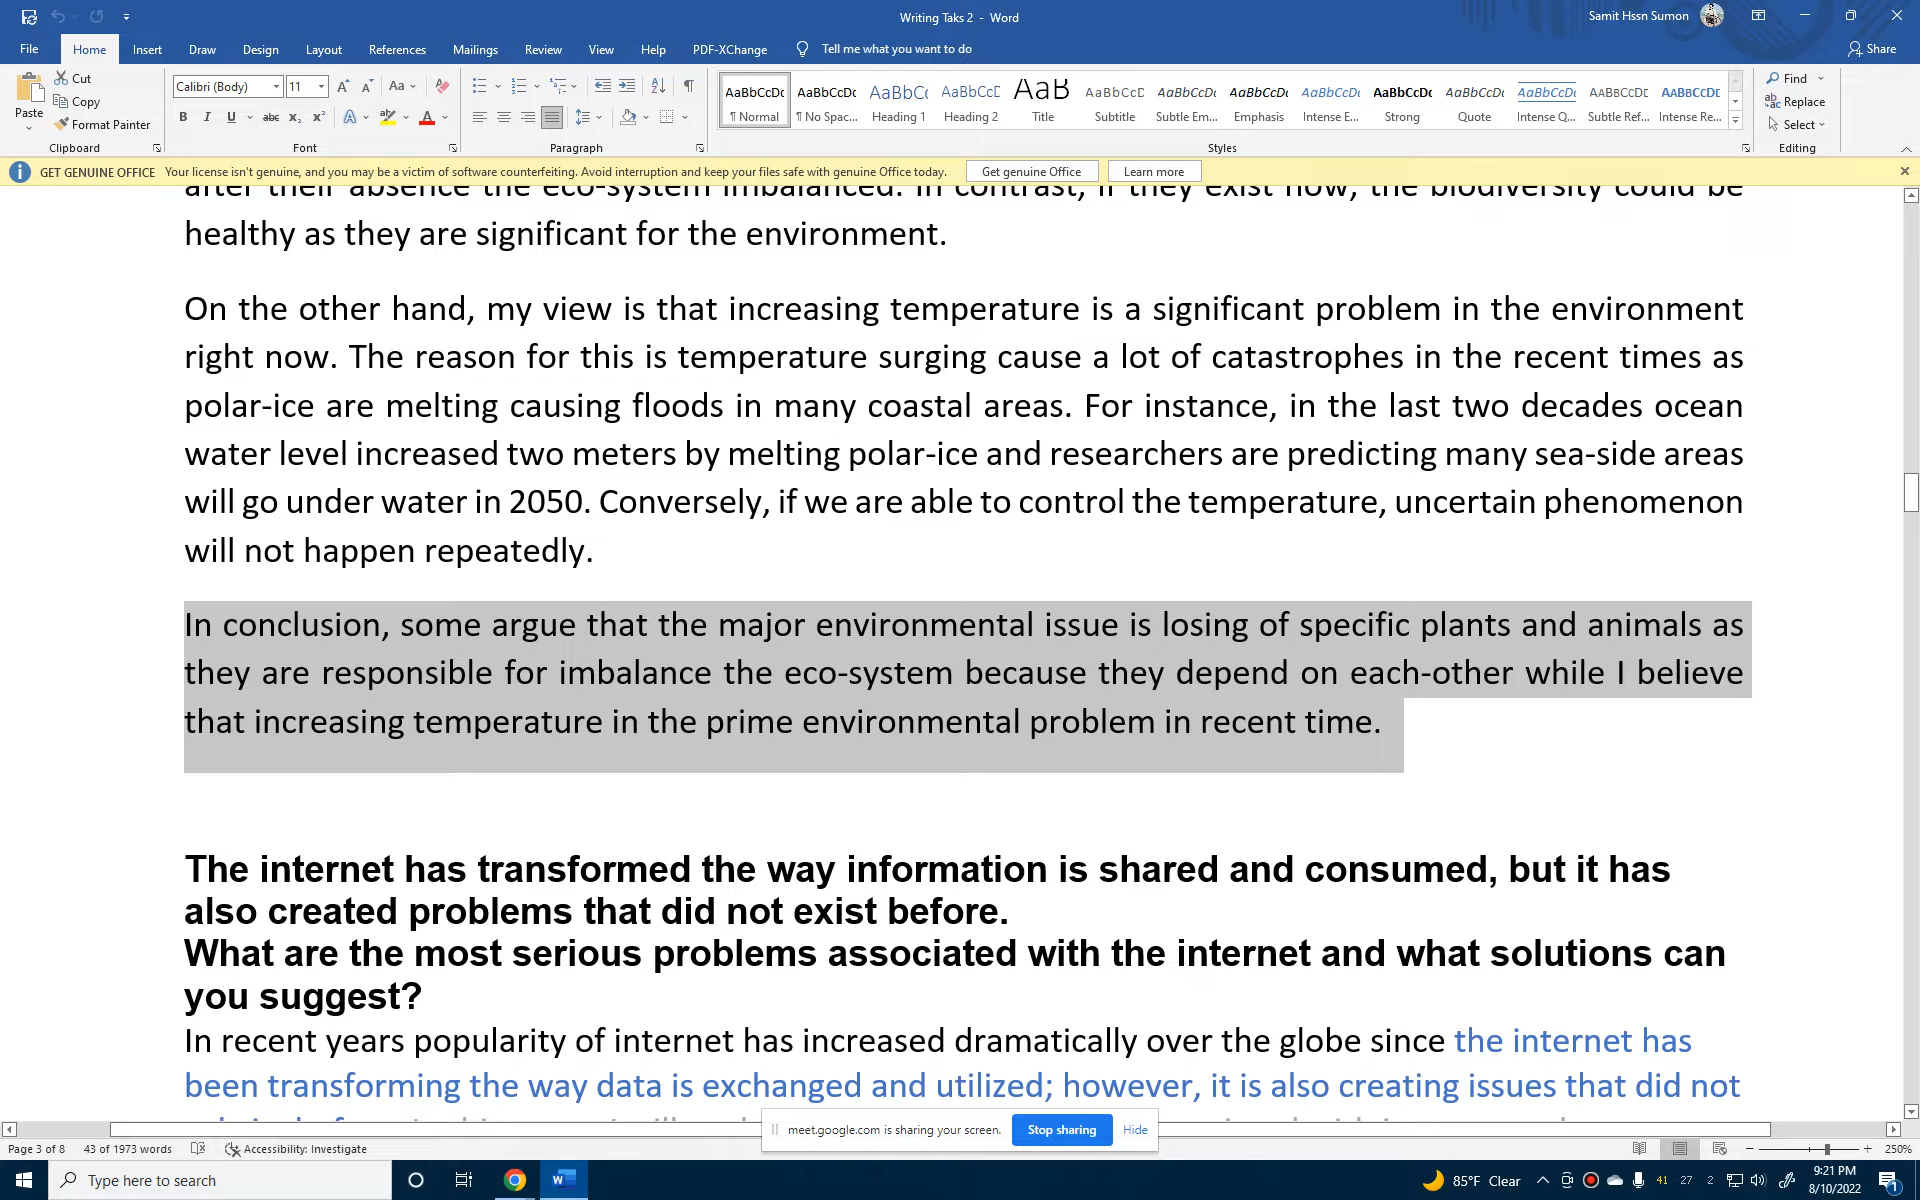 Writing Taks 2 - Word
Samit Hssn Sumon
File Home Insert Draw Design Layout References Mailings Review View Help PDF-XChange Tell me what you want to do
Share
Paste
Cut
Copy
Format Painter
Clipboard
Calibri (Body) 11
Font
Paragraph
AaBbCcDc AaBbCcDc AaBbC AaBbCcD AaB AaBbCcD AaBbCcDc AaBbCcDc AaBbCcDc AaBbCcDc AaBbCcDc AaBbCcDc AABBCCDE AABBCCDE
¶ Normal ¶ No Spac... Heading 1 Heading 2 Title Subtitle Subtle Em... Emphasis Intense E... Strong Quote Intense Q... Subtle Ref... Intense Re...
Styles
Find
Replace
Select
Editing
GET GENUINE OFFICE Your license isn't genuine, and you may be a victim of software counterfeiting. Avoid interruption and keep your files safe with genuine Office today. Get genuine Office Learn more
after their absence the eco-system imbalanced. In contrast, if they exist now, the biodiversity could be
healthy as they are significant for the environment.
On the other hand, my view is that increasing temperature is a significant problem in the environment
right now. The reason for this is temperature surging cause a lot of catastrophes in the recent times as
polar-ice are melting causing floods in many coastal areas. For instance, in the last two decades ocean
water level increased two meters by melting polar-ice and researchers are predicting many sea-side areas
will go under water in 2050. Conversely, if we are able to control the temperature, uncertain phenomenon
will not happen repeatedly.
In conclusion, some argue that the major environmental issue is losing of specific plants and animals as
they are responsible for imbalance the eco-system because they depend on each-other while I believe
that increasing temperature in the prime environmental problem in recent time.
The internet has transformed the way information is shared and consumed, but it has
also created problems that did not exist before.
What are the most serious problems associated with the internet and what solutions can
you suggest?
In recent years popularity of internet has increased dramatically over the globe since the internet has
been transforming the way data is exchanged and utilized; however, it is also creating issues that did not
meet.google.com is sharing your screen. Stop sharing Hide
Page 3 of 8 43 of 1973 words Accessibility: Investigate 250%
Type here to search
85°F Clear 41 27 2
9:21 PM
8/10/2022